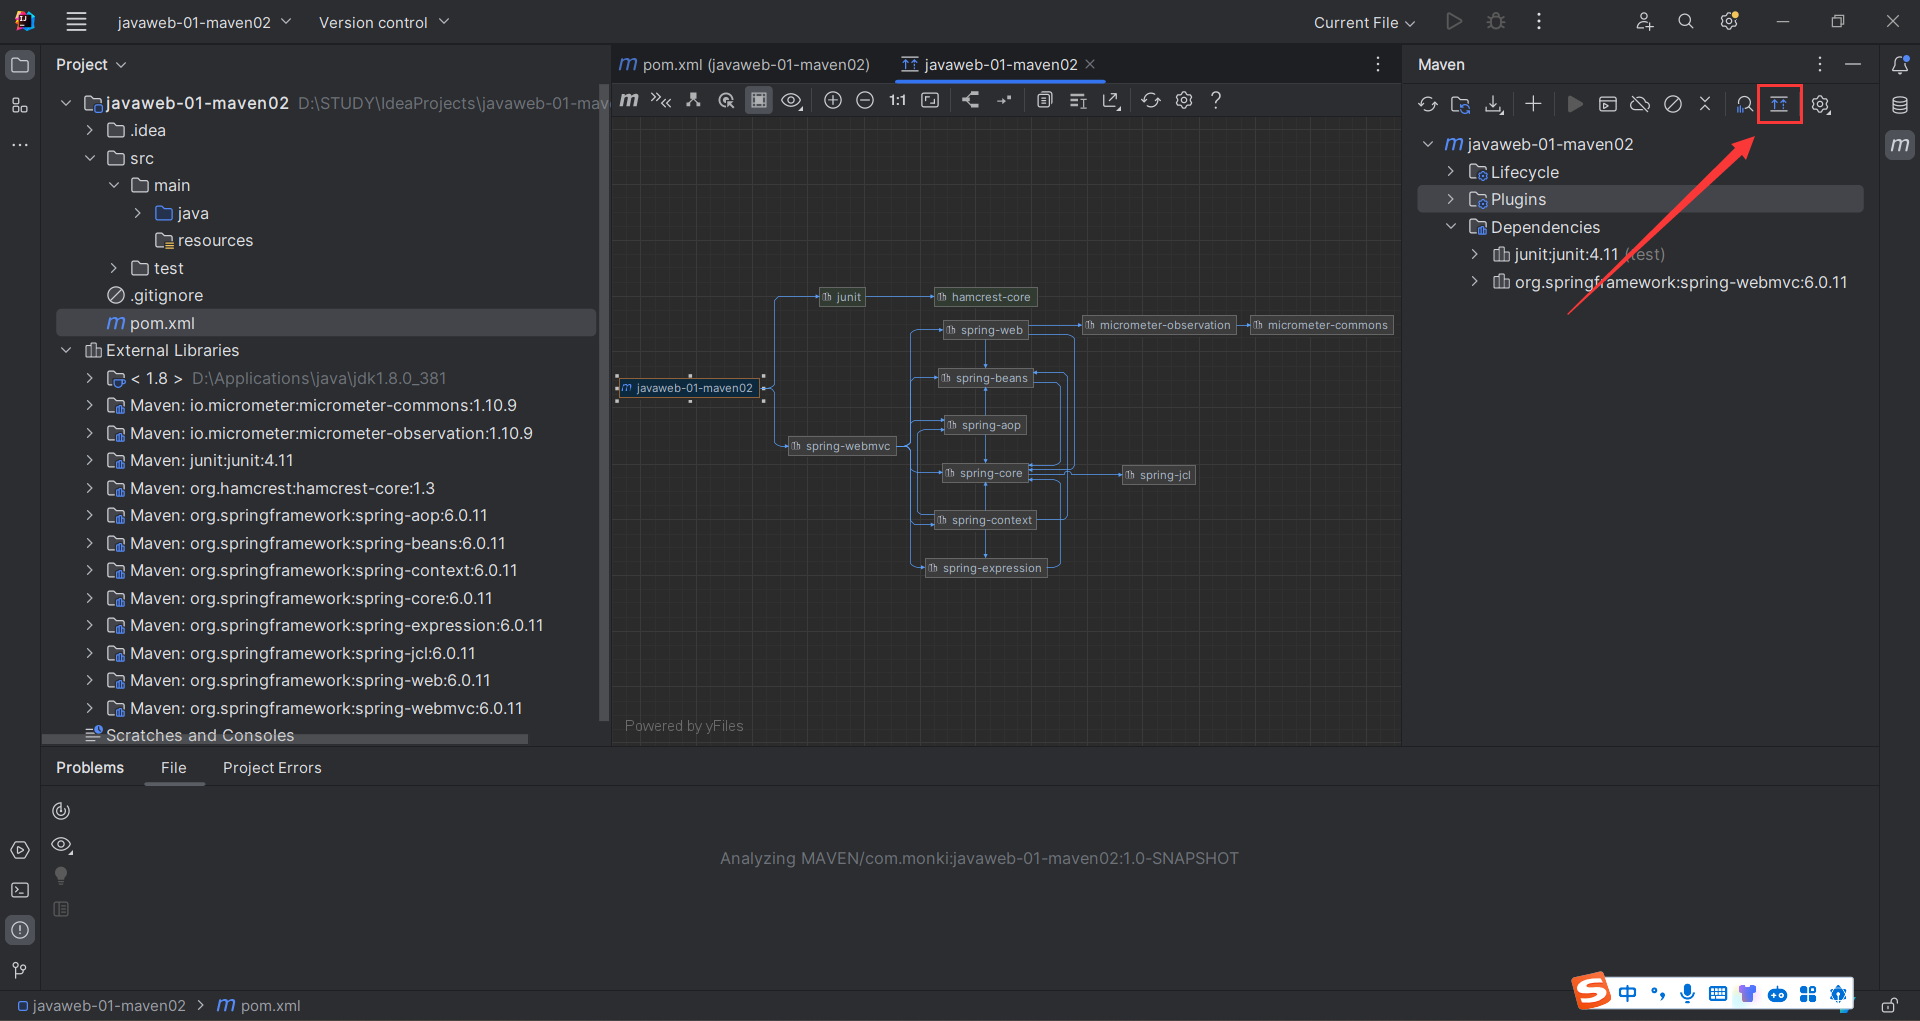 javaweb-01-maven02
Version control
Current File
Project
javaweb-01-maven02 D:\STUDY\IdeaProjects\javaweb-01-mav
.idea
src
main
java
resources
test
.gitignore
pom.xml
External Libraries
< 1.8 > D:\Applications\java\jdk1.8.0_381
Maven: io.micrometer:micrometer-commons:1.10.9
Maven: io.micrometer:micrometer-observation:1.10.9
Maven: junit:junit:4.11
Maven: org.hamcrest:hamcrest-core:1.3
Maven: org.springframework:spring-aop:6.0.11
Maven: org.springframework:spring-beans:6.0.11
Maven: org.springframework:spring-context:6.0.11
Maven: org.springframework:spring-core:6.0.11
Maven: org.springframework:spring-expression:6.0.11
Maven: org.springframework:spring-jcl:6.0.11
Maven: org.springframework:spring-web:6.0.11
Maven: org.springframework:spring-webmvc:6.0.11
Scratches and Consoles
m pom.xml (javaweb-01-maven02)
javaweb-01-maven02
m
1:1
?
junit
hamcrest-core
spring-web
micrometer-observation
micrometer-commons
spring-beans
javaweb-01-maven02
spring-aop
spring-webmvc
spring-core
spring-jcl
spring-context
spring-expression
Powered by yFiles
Maven
m javaweb-01-maven02
Lifecycle
Plugins
Dependencies
junit:junit:4.11 (test)
org.springframework:spring-webmvc:6.0.11
m
Problems
File
Project Errors
Analyzing MAVEN/com.monki:javaweb-01-maven02:1.0-SNAPSHOT
S 中
javaweb-01-maven02 > m pom.xml